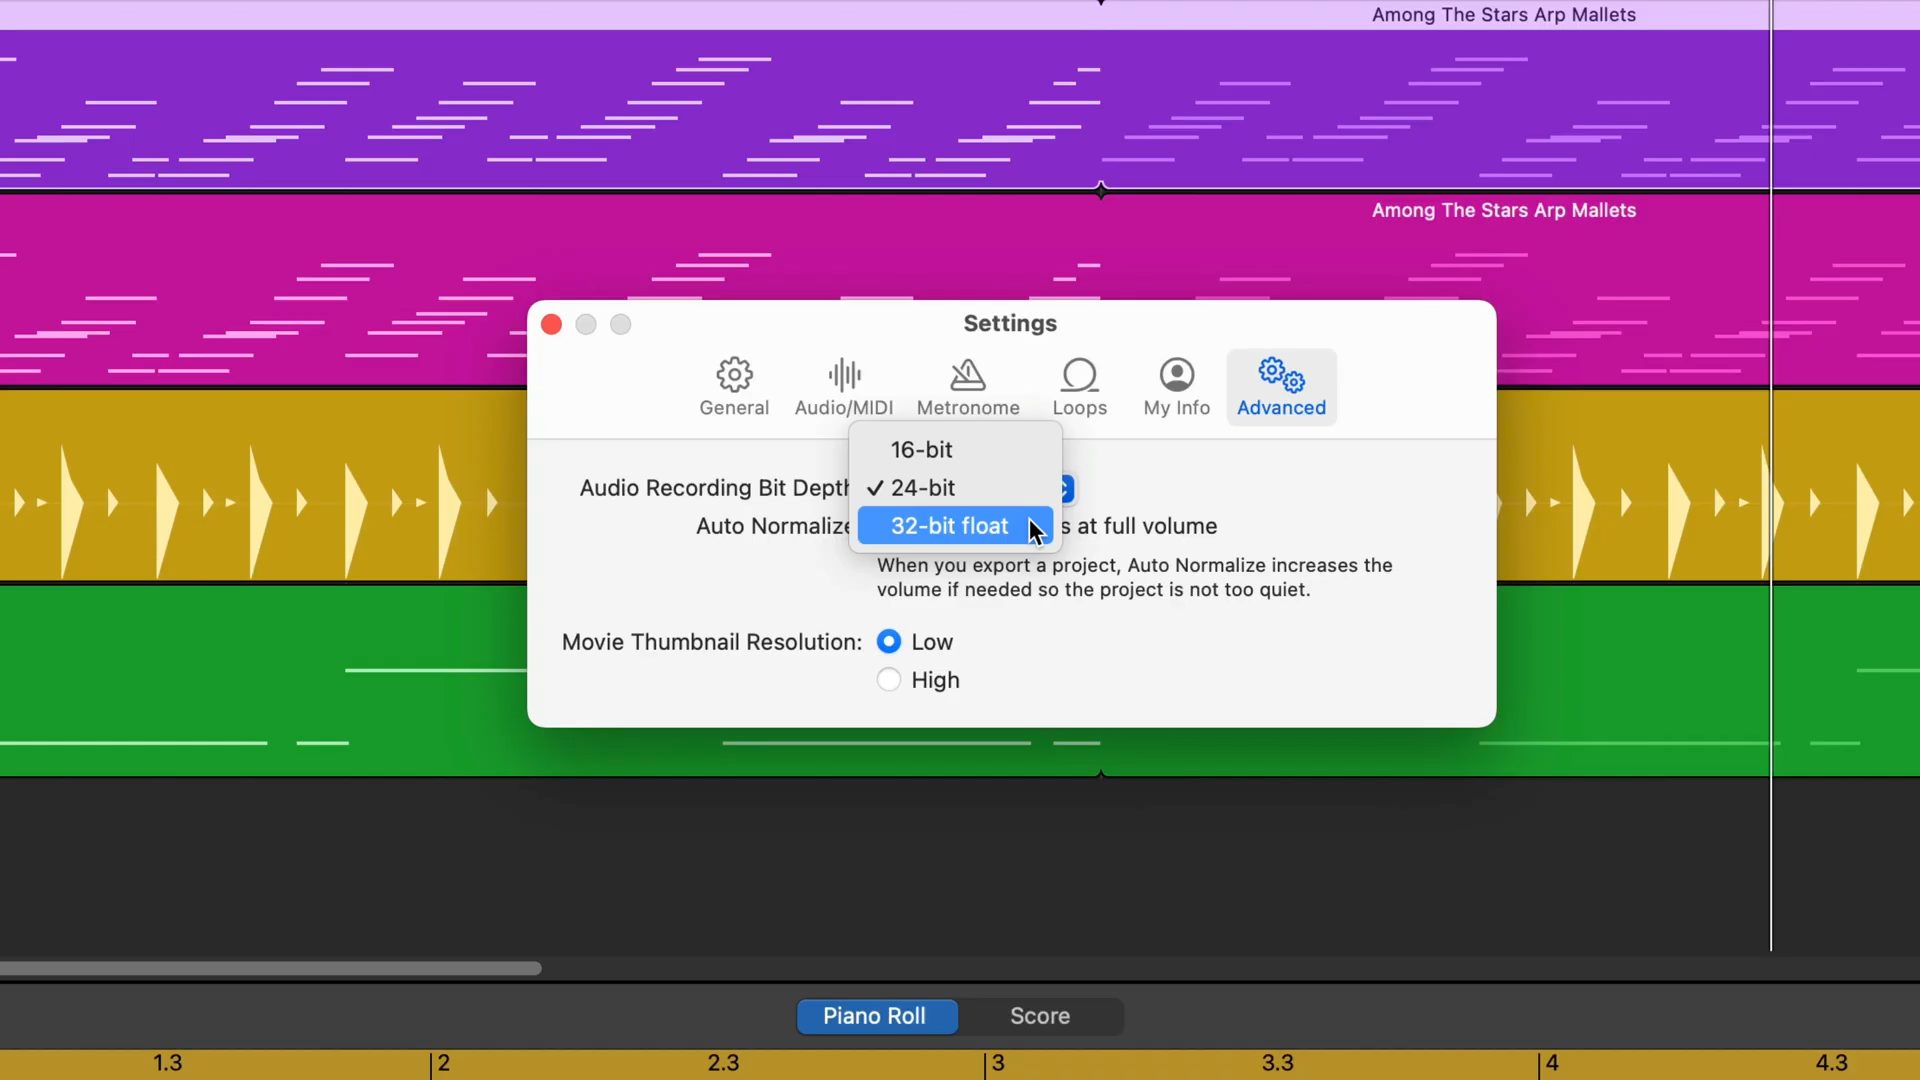 Among The Stars Arp Mallets
Among The Stars Arp Mallets
Settings
General Audio/MIDI Metronome Loops My Info Advanced
16-bit
Audio Recording Bit Depth ✓ 24-bit
Auto Normalize 32-bit float s at full volume
When you export a project, Auto Normalize increases the
volume if needed so the project is not too quiet.
Movie Thumbnail Resolution: Low
High
Piano Roll Score
1.3 2 2.3 3 3.3 4 4.3